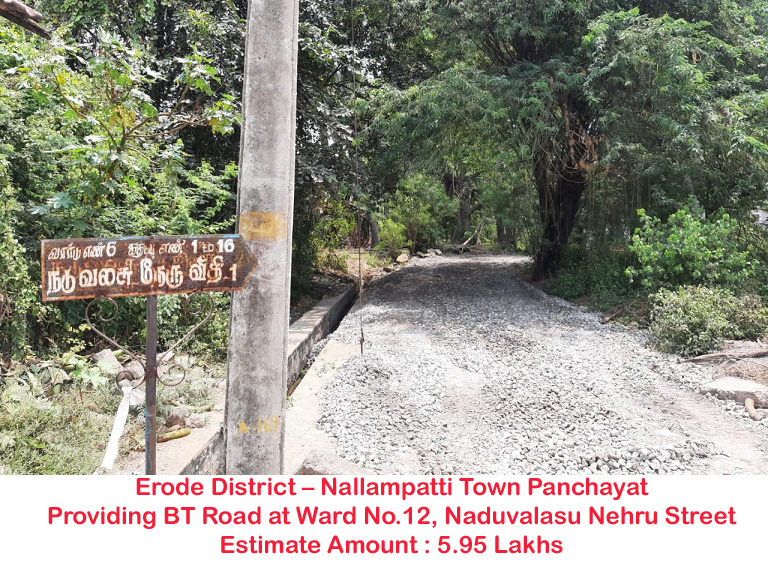 வார்டு எண் 6 ஐடியு எண் 1 டூ 16
நடு வலசு நேரு வீதி.1
Erode District – Nallampatti Town Panchayat
Providing BT Road at Ward No.12, Naduvalasu Nehru Street
Estimate Amount : 5.95 Lakhs